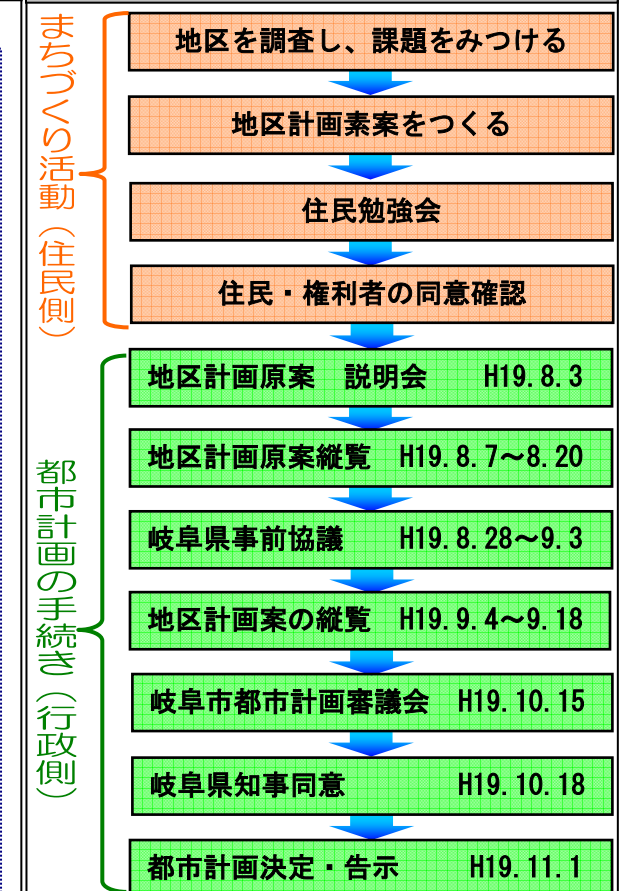 まちづくり活動（住民側）
地区を調査し、課題をみつける
地区計画素案をつくる
住民勉強会
住民・権利者の同意確認
都市計画の手続き（行政側）
地区計画原案　説明会　H19.8.3
地区計画原案縦覧　H19.8.7～8.20
岐阜県事前協議　H19.8.28～9.3
地区計画案の縦覧　H19.9.4～9.18
岐阜市都市計画審議会　H19.10.15
岐阜県知事同意　H19.10.18
都市計画決定・告示　H19.11.1